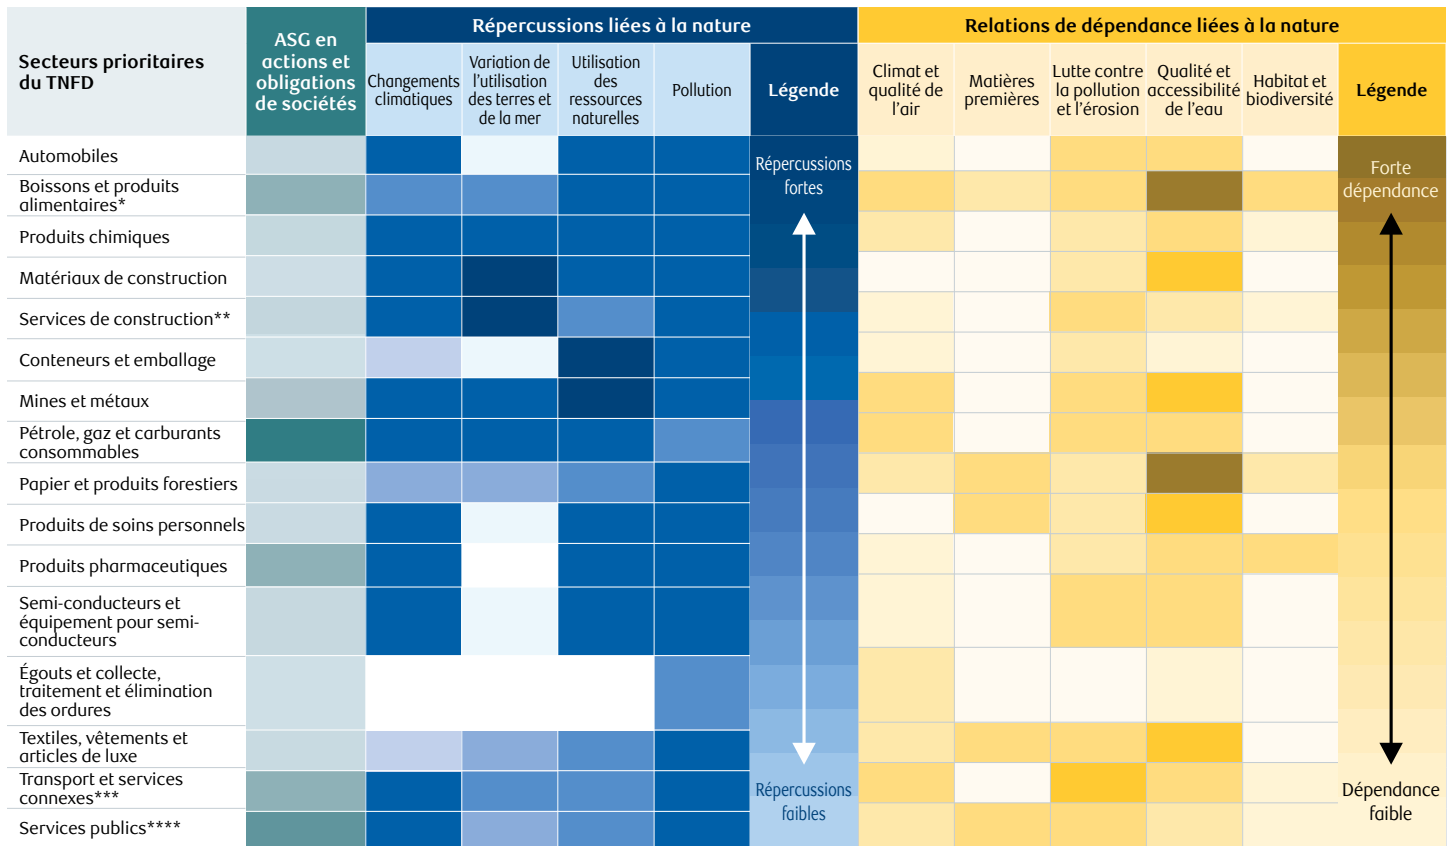 Secteurs prioritaires
du TNFD
ASG en
actions et
obligations
de sociétés
Répercussions liées à la nature
Changements
climatiques
Variation de
l’utilisation
des terres et
de la mer
Utilisation
des
ressources
naturelles
Pollution
Légende
Relations de dépendance liées à la nature
Climat et
qualité de
l’air
Matières
premières
Lutte contre
la pollution
et l’érosion
Qualité et
accessibilité
de l’eau
Habitat et
biodiversité
Légende
Automobiles
Boissons et produits
alimentaires*
Produits chimiques
Matériaux de construction
Services de construction**
Conteneurs et emballage
Mines et métaux
Pétrole, gaz et carburants
consommables
Papier et produits forestiers
Produits de soins personnels
Produits pharmaceutiques
Semi-conducteurs et
équipement pour semi-
conducteurs
Égouts et collecte,
traitement et élimination
des ordures
Textiles, vêtements et
articles de luxe
Transport et services
connexes***
Services publics****
Répercussions
fortes
Répercussions
faibles
Forte
dépendance
Dépendance
faible